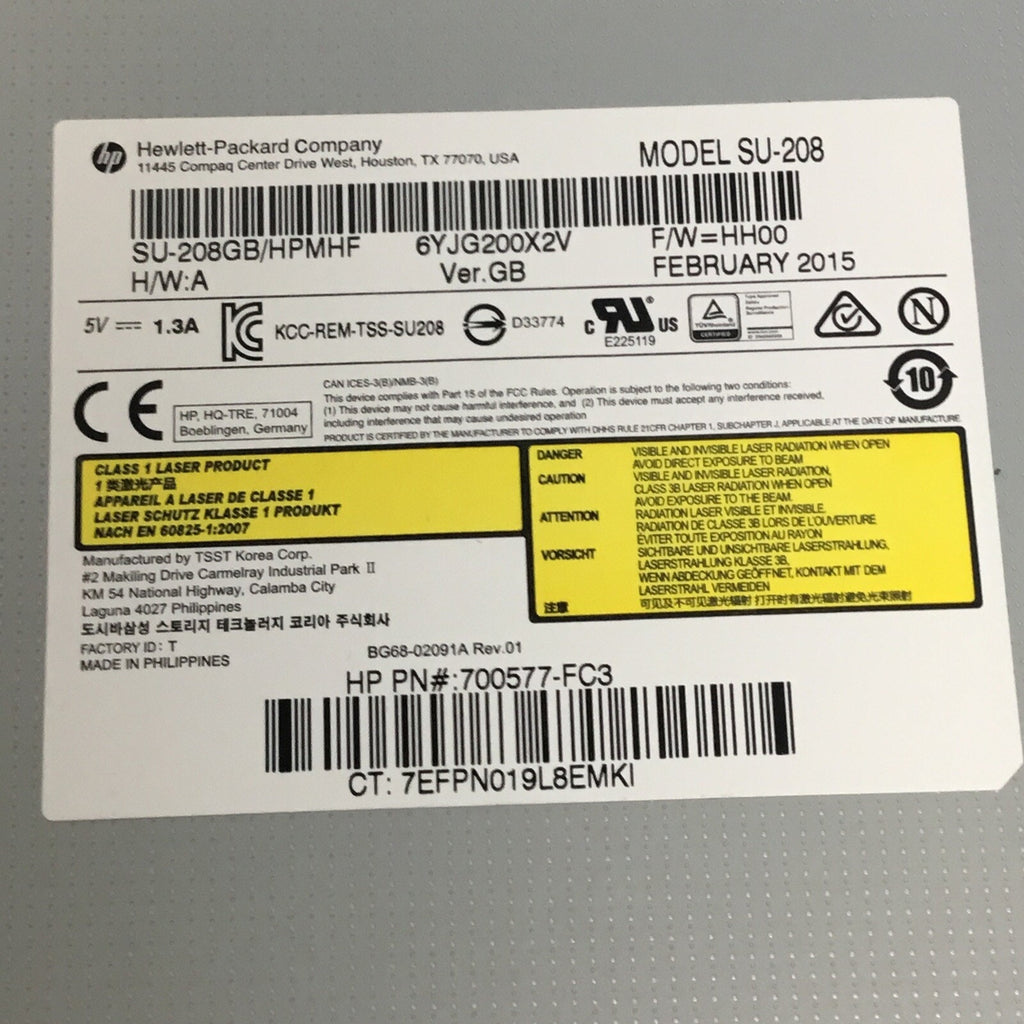 hp
Hewlett-Packard Company
11445 Compaq Center Drive West, Houston, TX 77070, USA
MODEL SU-208
SU-208GB/HPMHF 6YJG200X2V F/W=HH00
H/W:A Ver.GB FEBRUARY 2015
5V 1.3A
KCC-REM-TSS-SU208
D33774
c RU US
E225119
TÜVRheinland
CERTIFIED
N
CE
HP, HQ-TRE, 71004
Boeblingen, Germany
CAN ICES-3(B)/NMB-3(B)
This device complies with Part 15 of the FCC Rules. Operation is subject to the following two conditions:
(1) This device may not cause harmful interference, and (2) This device must accept any interference received,
including interference that may cause undesired operation
PRODUCT IS CERTIFIED BY THE MANUFACTURER TO COMPLY WITH DHHS RULE 21CFR CHAPTER 1, SUBCHAPTER J, APPLICABLE AT THE DATE OF MANUFACTURE.
10
CLASS 1 LASER PRODUCT
1 类激光产品
APPAREIL A LASER DE CLASSE 1
LASER SCHUTZ KLASSE 1 PRODUKT
NACH EN 60825-1:2007
DANGER VISIBLE AND INVISIBLE LASER RADIATION WHEN OPEN
AVOID DIRECT EXPOSURE TO BEAM
CAUTION VISIBLE AND INVISIBLE LASER RADIATION,
CLASS 3B LASER RADIATION WHEN OPEN
AVOID EXPOSURE TO THE BEAM.
ATTENTION RADIATION LASER VISIBLE ET INVISIBLE,
RADIATION DE CLASSE 3B LORS DE L'OUVERTURE
ÉVITER TOUTE EXPOSITION AU RAYON
VORSICHT SICHTBARE UND UNSICHTBARE LASERSTRAHLUNG,
LASERSTRAHLUNG KLASSE 3B,
WENN ABDECKUNG GEÖFFNET, KONTAKT MIT DEM
LASERSTRAHL VERMEIDEN
注意 可见及不可见激光辐射 打开时有激光辐射避免光束照射
Manufactured by TSST Korea Corp.
#2 Makiling Drive Carmelray Industrial Park Ⅱ
KM 54 National Highway, Calamba City
Laguna 4027 Philippines
도시바삼성 스토리지 테크놀러지 코리아 주식회사
FACTORY ID: T
MADE IN PHILIPPINES
BG68-02091A Rev.01
HP PN#:700577-FC3
CT: 7EFPN019L8EMKI